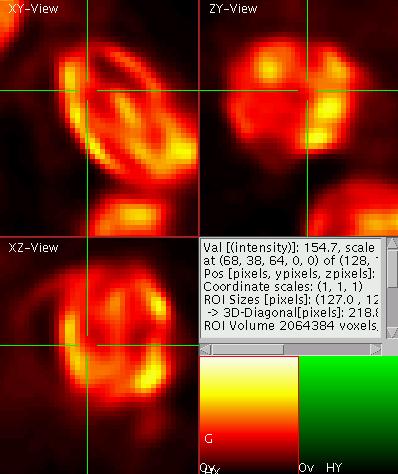 XY-View
ZY-View
XZ-View
Val [(intensity)]: 154.7, scale
at (68, 38, 64, 0, 0) of (128,
Pos [pixels, ypixels, zpixels]:
Coordinate scales: (1, 1, 1)
ROI Sizes [pixels]: (127.0 , 12
-> 3D-Diagonal[pixels]: 218.8
ROI Volume 2064384 voxels,
G
0v HY